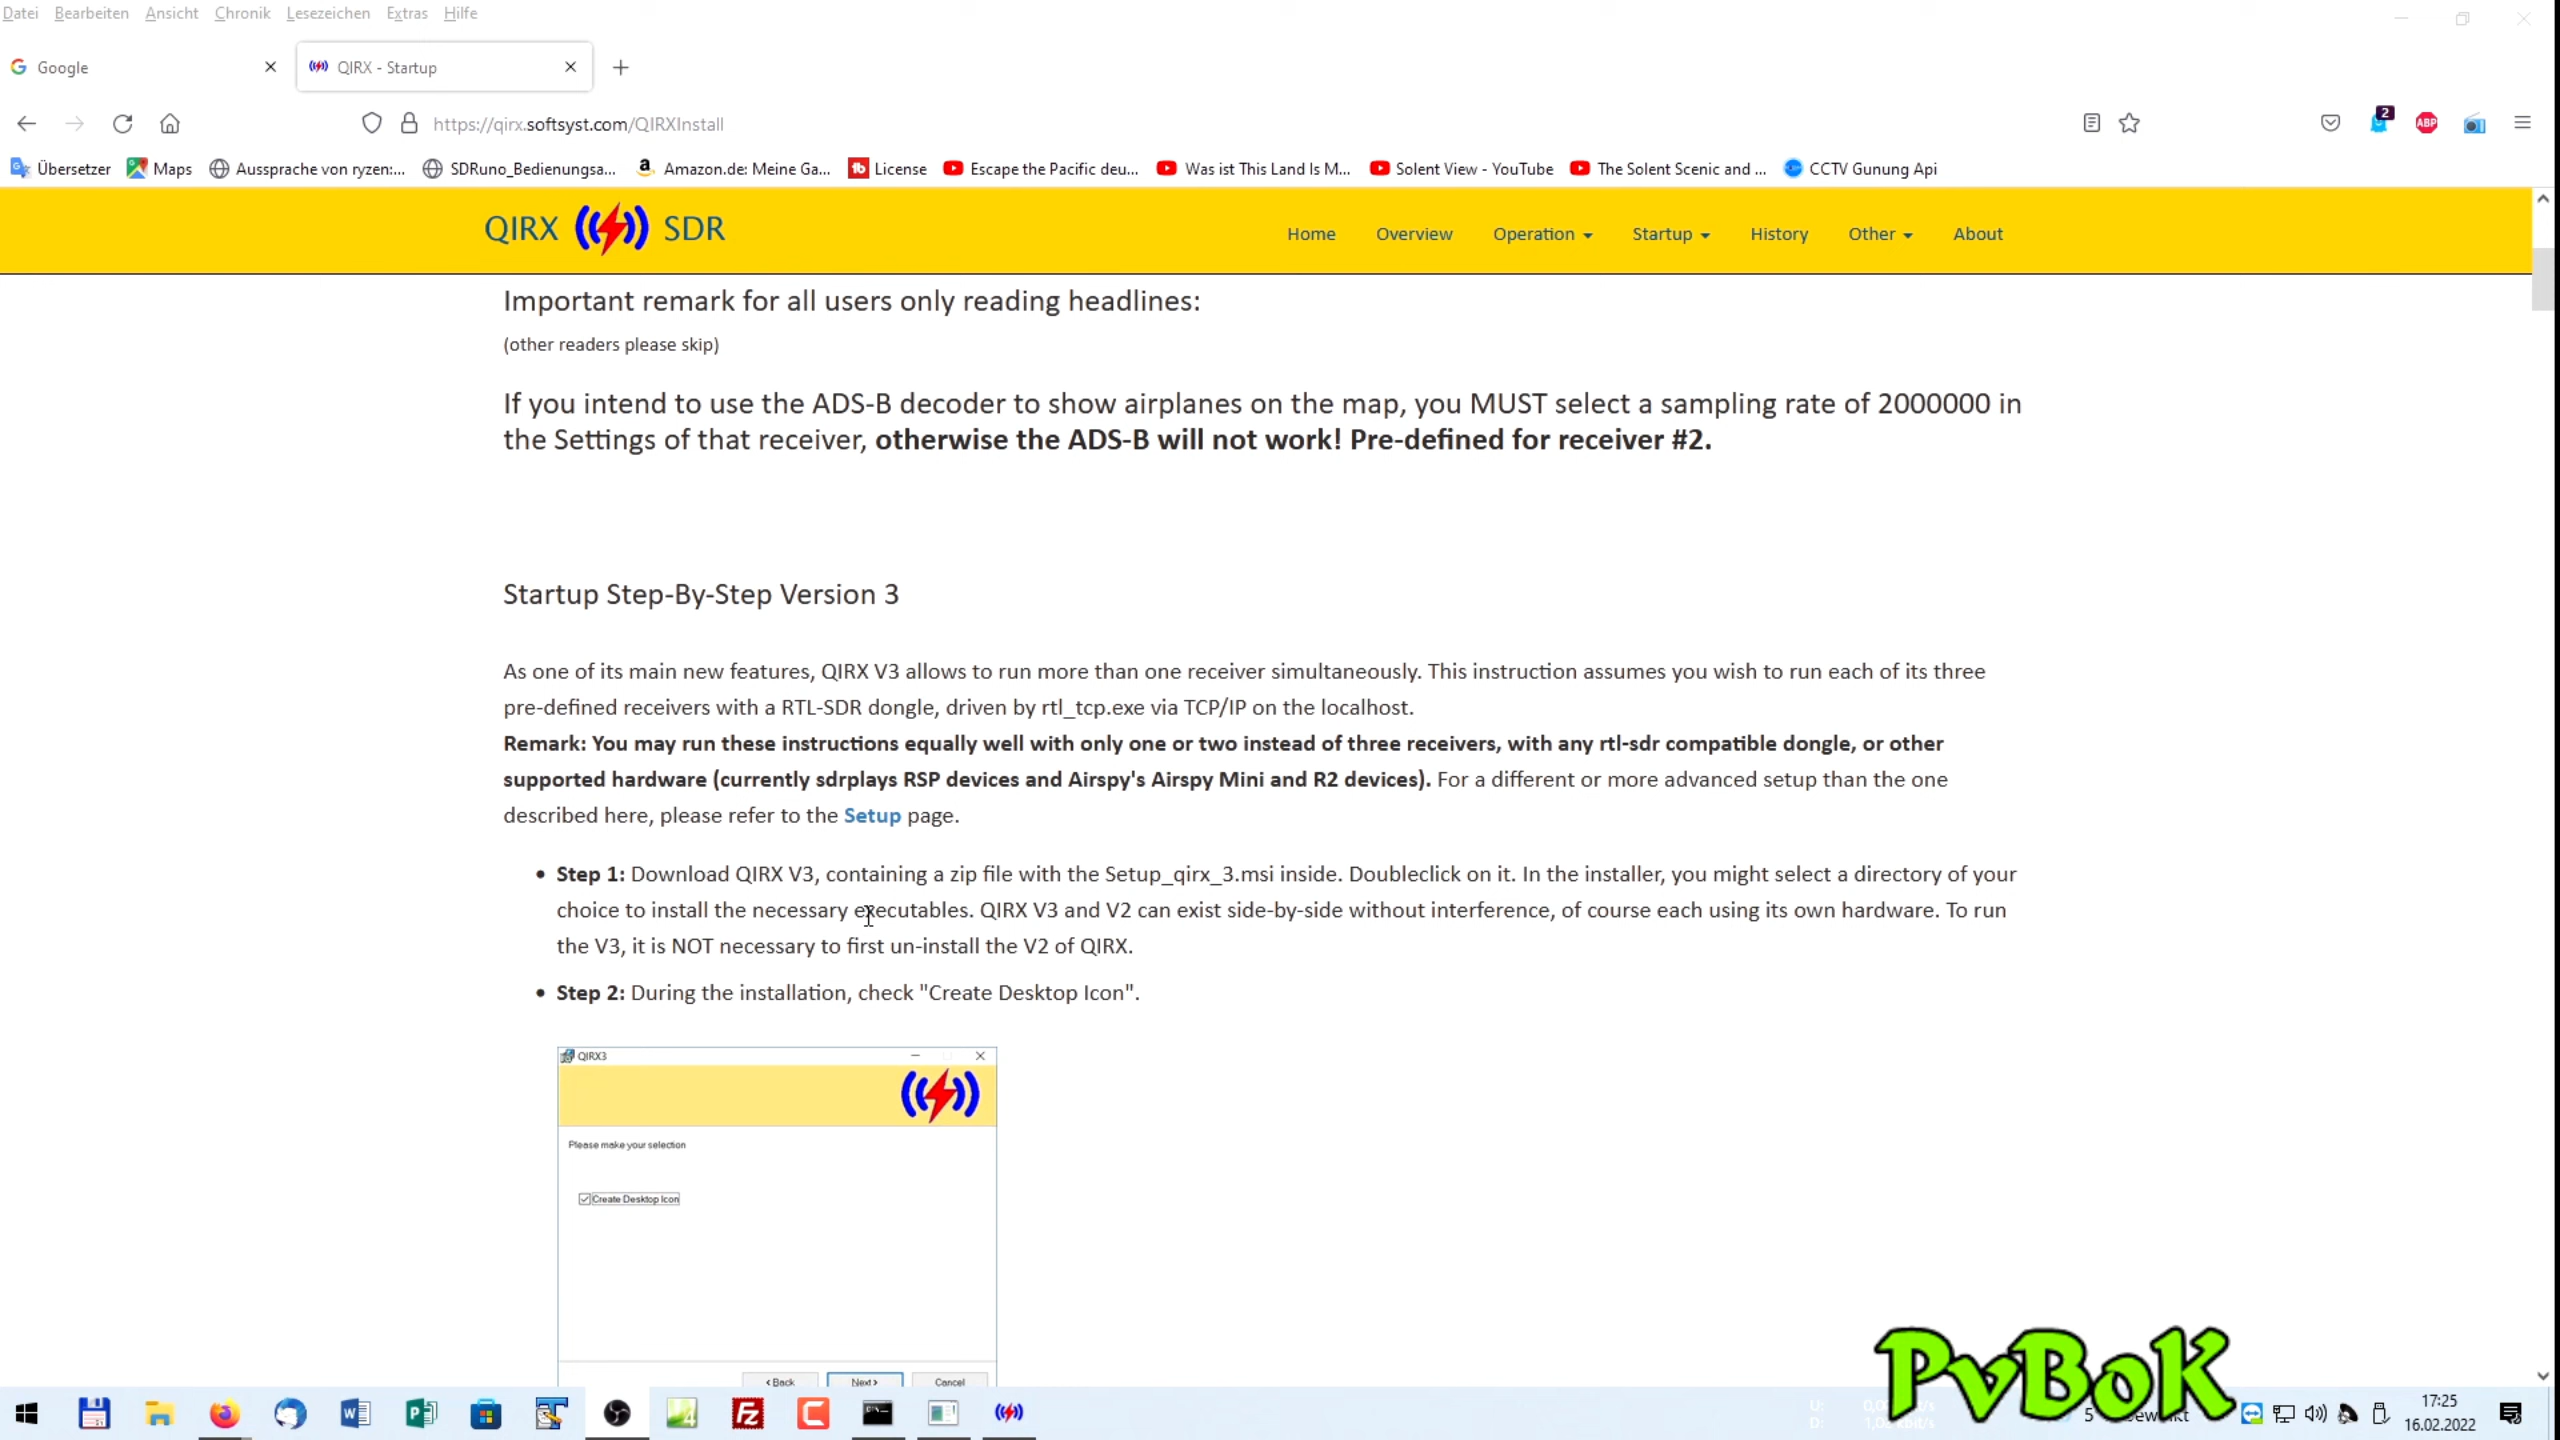 Datei Bearbeiten Ansicht Chronik Lesezeichen Extras Hilfe
Google
QIRX - Startup
https://qirx.softsyst.com/QIRXInstall
2
ABP
Übersetzer Maps Aussprache von ryzen:... SDRuno_Bedienungsa... Amazon.de: Meine Ga... License Escape the Pacific deu... Was ist This Land Is M... Solent View - YouTube The Solent Scenic and ... CCTV Gunung Api
QIRX SDR
Home Overview Operation Startup History Other About
Important remark for all users only reading headlines:
(other readers please skip)
If you intend to use the ADS-B decoder to show airplanes on the map, you MUST select a sampling rate of 2000000 in
the Settings of that receiver, otherwise the ADS-B will not work! Pre-defined for receiver #2.
Startup Step-By-Step Version 3
As one of its main new features, QIRX V3 allows to run more than one receiver simultaneously. This instruction assumes you wish to run each of its three
pre-defined receivers with a RTL-SDR dongle, driven by rtl_tcp.exe via TCP/IP on the localhost.
Remark: You may run these instructions equally well with only one or two instead of three receivers, with any rtl-sdr compatible dongle, or other
supported hardware (currently sdrplays RSP devices and Airspy's Airspy Mini and R2 devices). For a different or more advanced setup than the one
described here, please refer to the Setup page.
• Step 1: Download QIRX V3, containing a zip file with the Setup_qirx_3.msi inside. Doubleclick on it. In the installer, you might select a directory of your
choice to install the necessary executables. QIRX V3 and V2 can exist side-by-side without interference, of course each using its own hardware. To run
the V3, it is NOT necessary to first un-install the V2 of QIRX.
• Step 2: During the installation, check "Create Desktop Icon".
QIRX3
Please make your selection
Create Desktop Icon
< Back Next > Cancel
PvBoK
17:25
16.02.2022